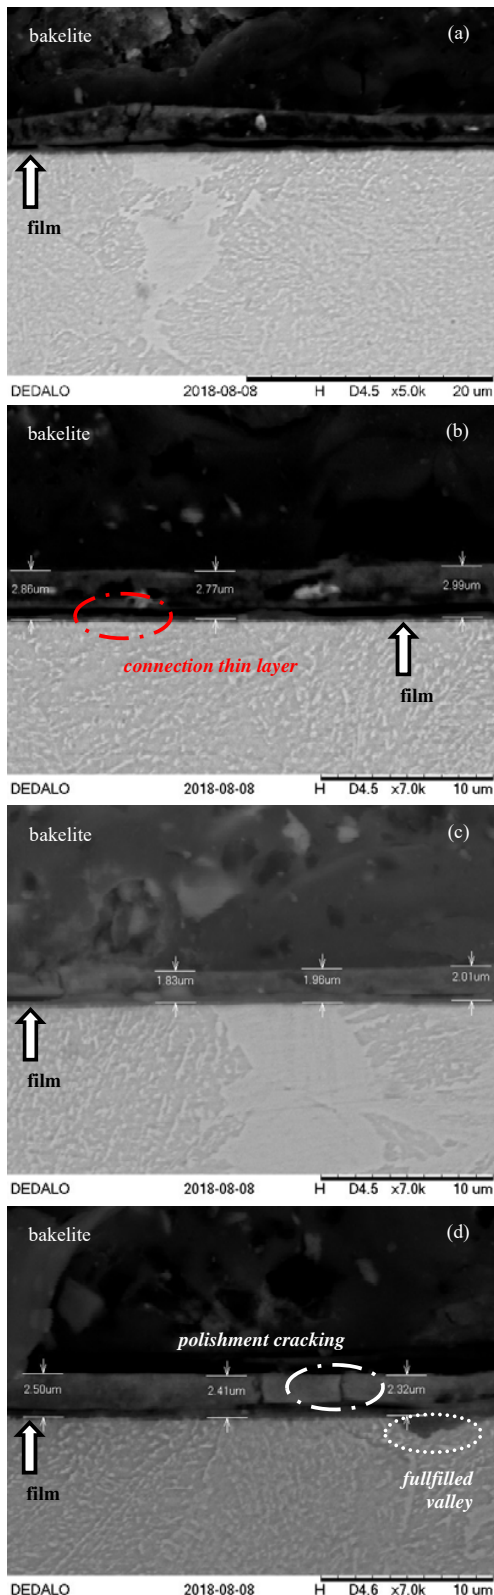 bakelite (a)
film
DEDALO 2018-08-08 H D4.5 x5.0k 20 um
bakelite (b)
2.86um 2.77um 2.99um
connection thin layer
film
DEDALO 2018-08-08 H D4.5 x7.0k 10 um
bakelite (c)
1.83um 1.96um 2.01um
film
DEDALO 2018-08-08 H D4.5 x7.0k 10 um
bakelite (d)
polishment cracking
2.50um 2.41um 2.32um
fullfilled
valley
film
DEDALO 2018-08-08 H D4.6 x7.0k 10 um